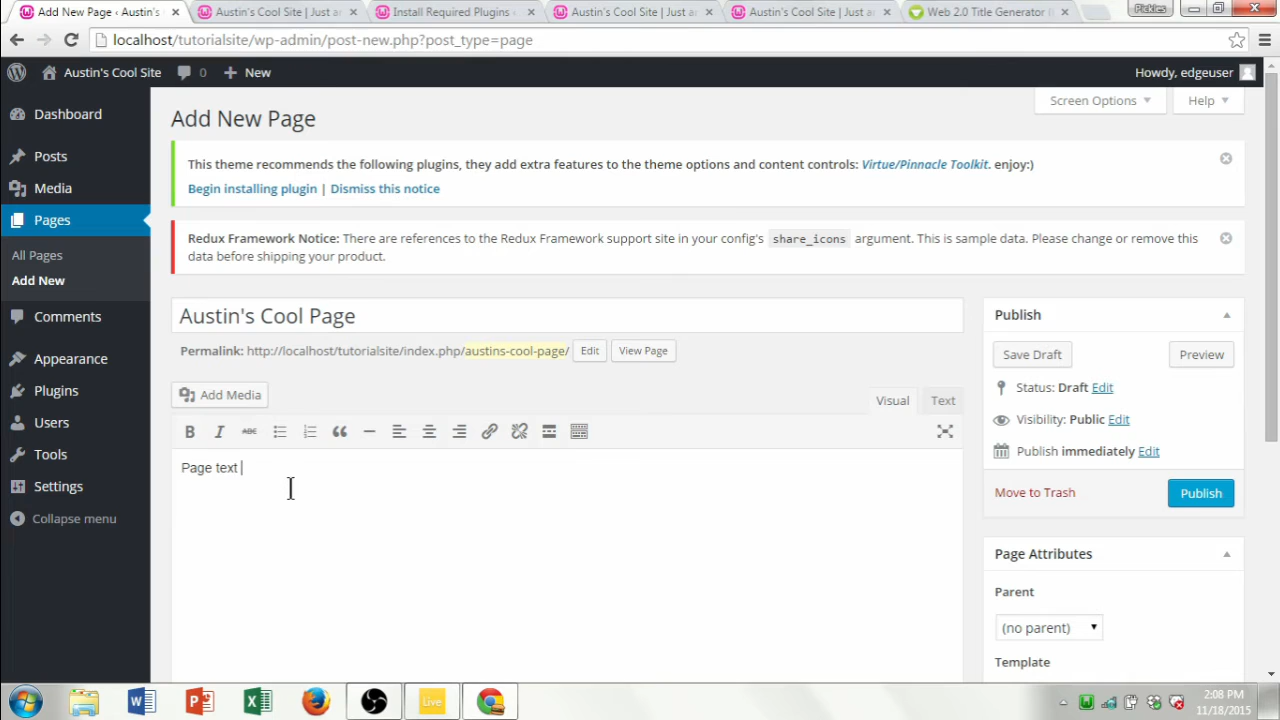 Add New Page ‹ Austin's
Austin's Cool Site | Just an
Install Required Plugins ‹
Austin's Cool Site | Just an
Austin's Cool Site | Just an
Web 2.0 Title Generator (
Pickles
localhost/tutorialsite/wp-admin/post-new.php?post_type=page
Austin's Cool Site
0
New
Howdy, edgeuser
Dashboard
Posts
Media
Pages
All Pages
Add New
Comments
Appearance
Plugins
Users
Tools
Settings
Collapse menu
Screen Options
Help
Add New Page
This theme recommends the following plugins, they add extra features to the theme options and content controls: Virtue/Pinnacle Toolkit. enjoy:)
Begin installing plugin | Dismiss this notice
Redux Framework Notice: There are references to the Redux Framework support site in your config's share_icons argument. This is sample data. Please change or remove this
data before shipping your product.
Austin's Cool Page
Permalink: http://localhost/tutorialsite/index.php/austins-cool-page/
Edit
View Page
Add Media
Visual
Text
B
I
ABC
Page text
Publish
Save Draft
Preview
Status: Draft Edit
Visibility: Public Edit
Publish immediately Edit
Move to Trash
Publish
Page Attributes
Parent
(no parent)
Template
Live
2:08 PM
11/18/2015